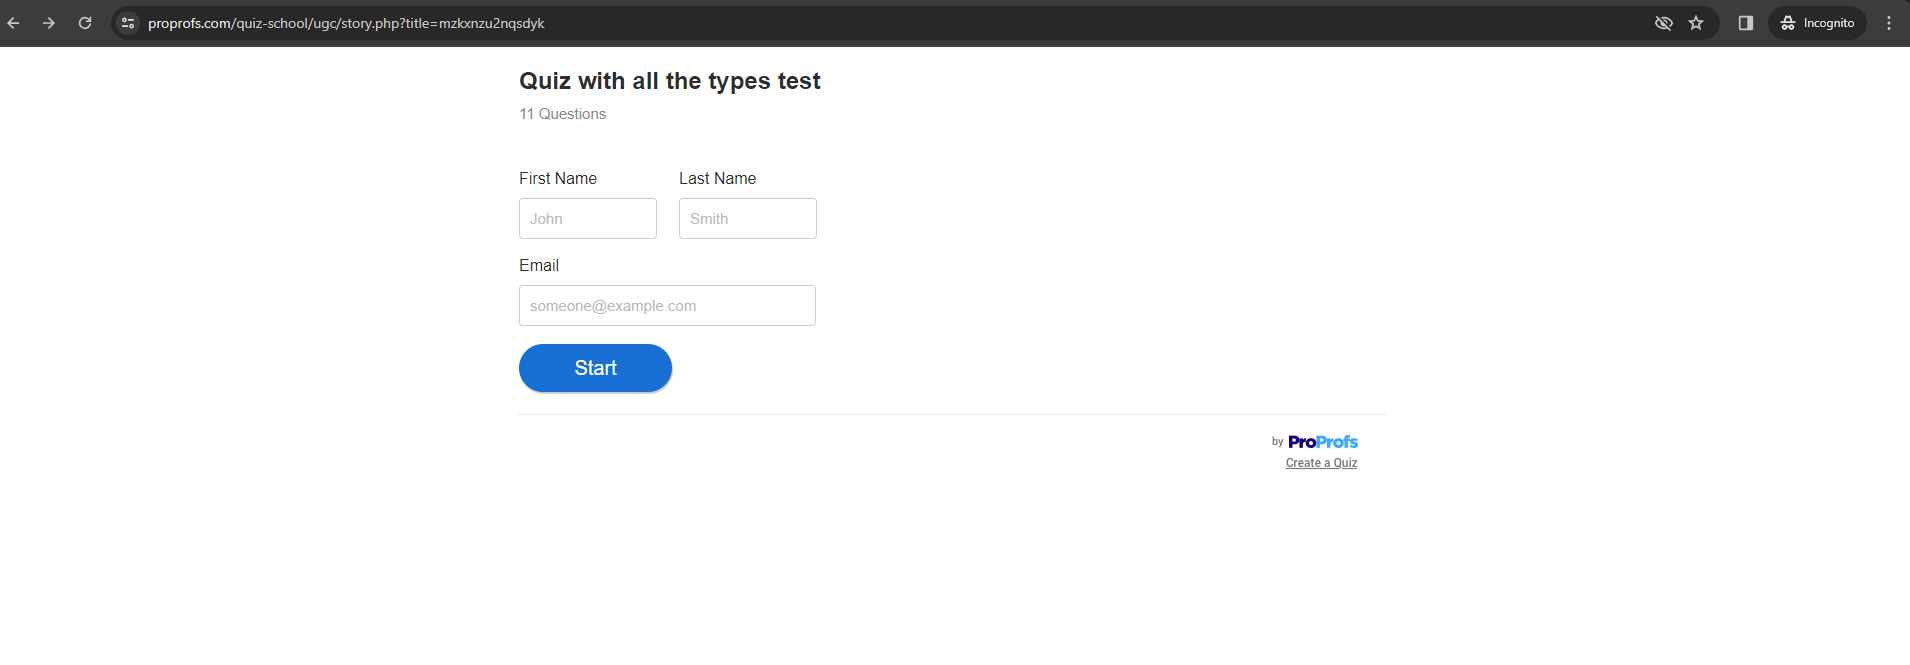 proprofs.com/quiz-school/ugc/story.php?title=mzkxnzu2nqsdyk
Incognito
Quiz with all the types test
11 Questions
First Name Last Name
John Smith
Email
someone@example.com
Start
by ProProfs
Create a Quiz